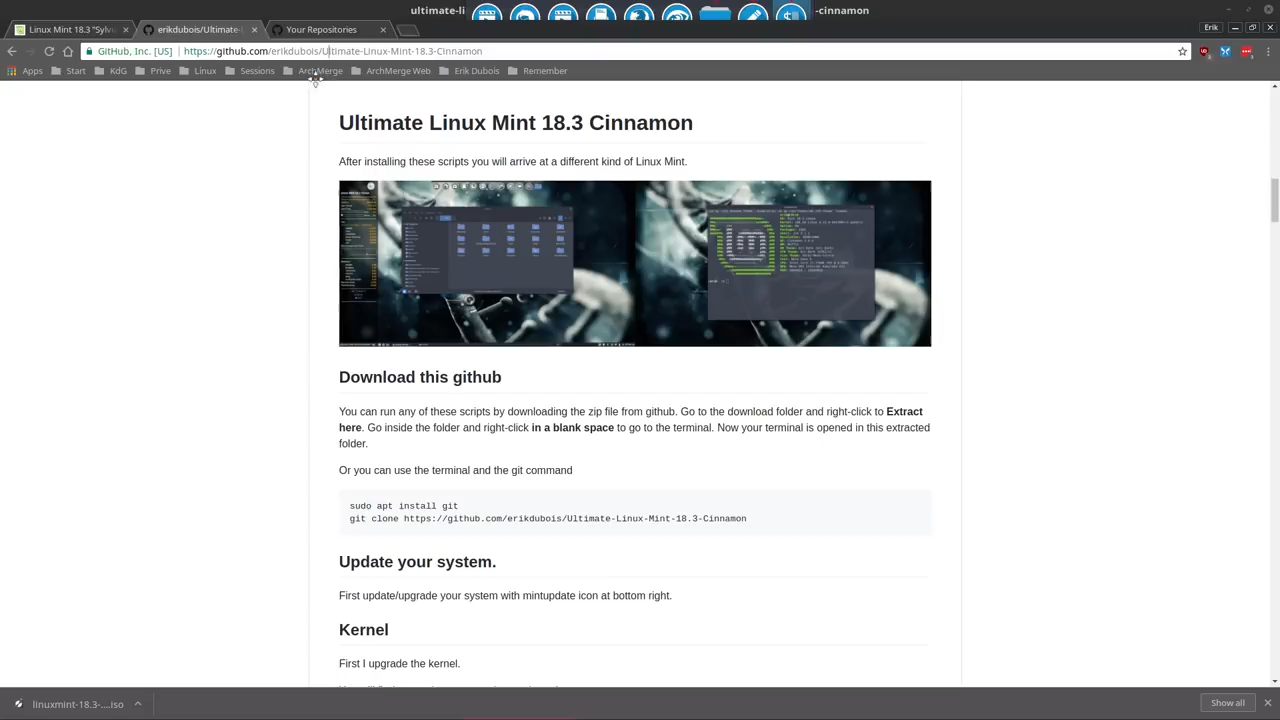 ultimate-li
-cinnamon
Linux Mint 18.3 "Sylvi
erikdubois/Ultimate-L
Your Repositories
Erik
GitHub, Inc. [US]
https://github.com/erikdubois/Ultimate-Linux-Mint-18.3-Cinnamon
Apps
Start
KdG
Prive
Linux
Sessions
ArchMerge
ArchMerge Web
Erik Dubois
Remember
Ultimate Linux Mint 18.3 Cinnamon
After installing these scripts you will arrive at a different kind of Linux Mint.
Download this github
You can run any of these scripts by downloading the zip file from github. Go to the download folder and right-click to Extract
here. Go inside the folder and right-click in a blank space to go to the terminal. Now your terminal is opened in this extracted
folder.
Or you can use the terminal and the git command
sudo apt install git
git clone https://github.com/erikdubois/Ultimate-Linux-Mint-18.3-Cinnamon
Update your system.
First update/upgrade your system with mintupdate icon at bottom right.
Kernel
First I upgrade the kernel.
linuxmint-18.3-....iso
Show all